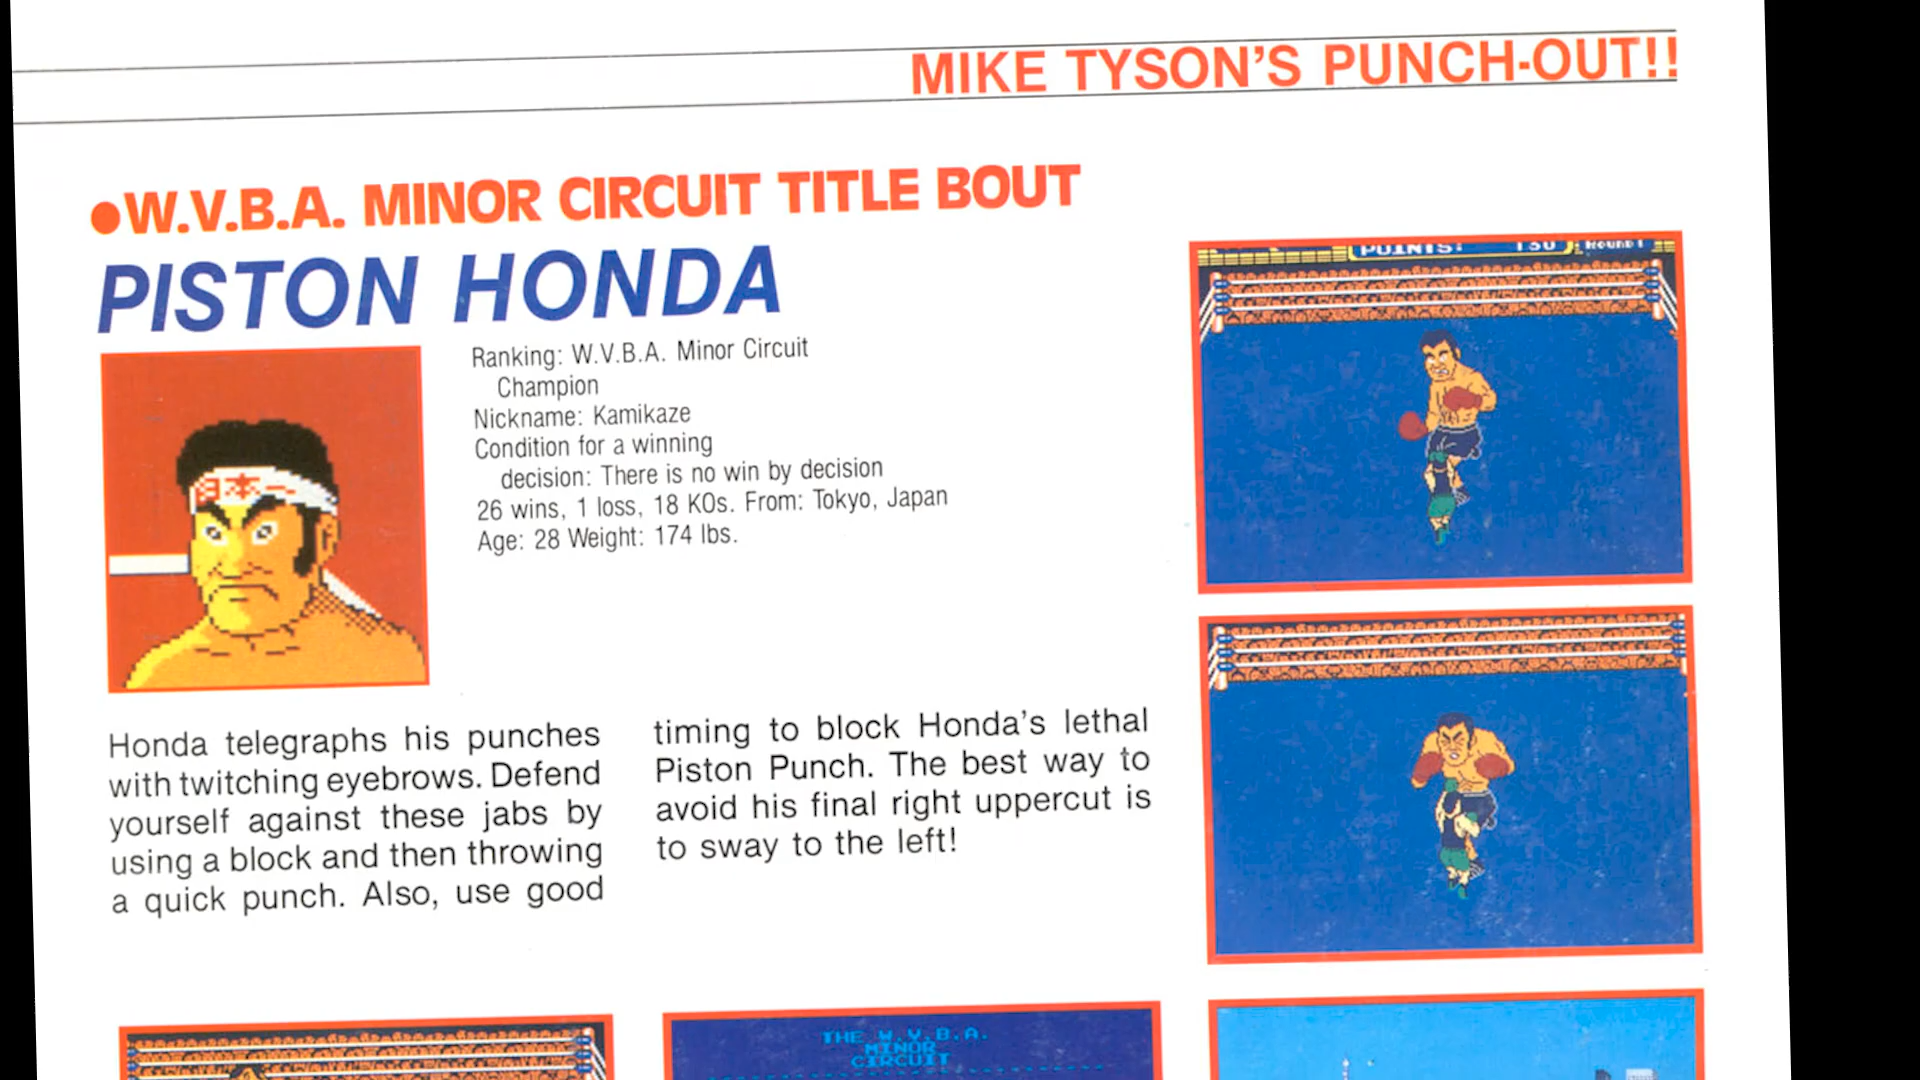 MIKE TYSON'S PUNCH-OUT!!
●W.V.B.A. MINOR CIRCUIT TITLE BOUT
PISTON HONDA
Ranking: W.V.B.A. Minor Circuit
Champion
Nickname: Kamikaze
Condition for a winning
decision: There is no win by decision
26 wins, 1 loss, 18 KOs. From: Tokyo, Japan
Age: 28 Weight: 174 lbs.
日本一
Honda telegraphs his punches
with twitching eyebrows. Defend
yourself against these jabs by
using a block and then throwing
a quick punch. Also, use good
timing to block Honda's lethal
Piston Punch. The best way to
avoid his final right uppercut is
to sway to the left!
POINTS: 150 ROUND1
THE W.V.B.A.
MINOR
CIRCUIT